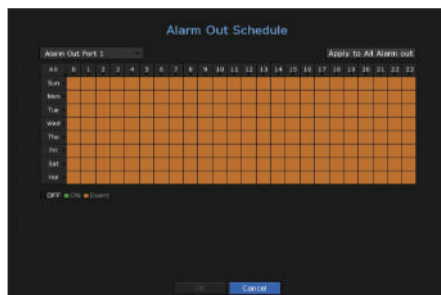 Alarm Out Schedule
Alarm Out Port 1 Apply to All Alarm out
All 0 1 2 3 4 5 6 7 8 9 10 11 12 13 14 15 16 17 18 19 20 21 22 23
Sun
Mon
Tue
Wed
Thu
Fri
Sat
Hol
OFF ON Event
OK Cancel